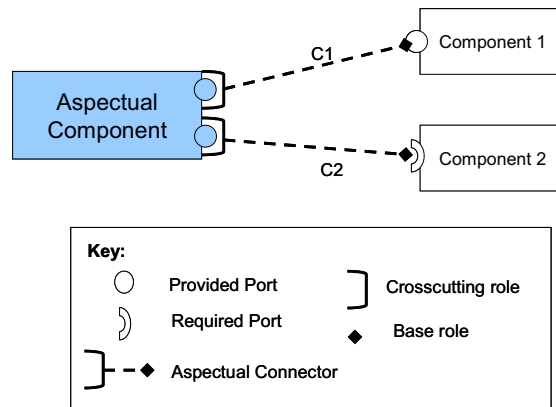 C1
Component 1
Aspectual
Component
C2
Component 2
Key:
Provided Port
Crosscutting role
Required Port
Base role
Aspectual Connector